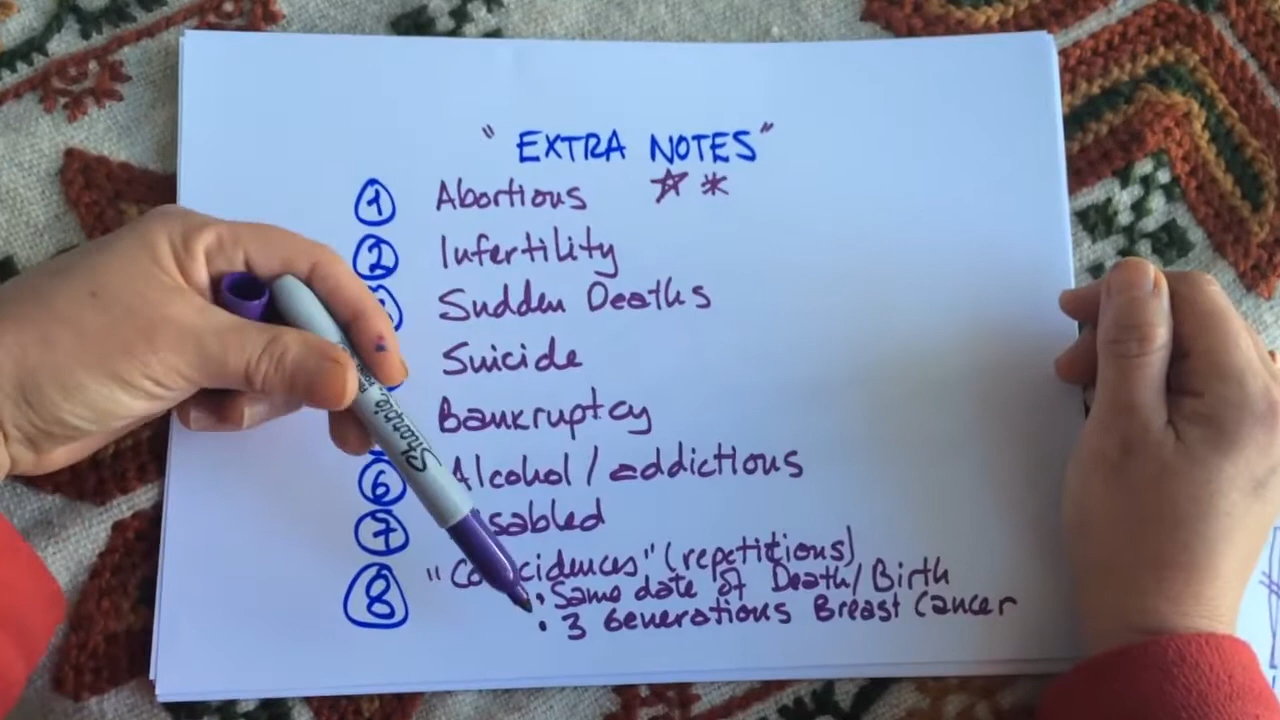 "EXTRA NOTES"
1 Abortions ☆ *
2 Infertility
Sudden Deaths
Suicide
Bankruptcy
6 Alcohol / addictions
7 sabled
8 "Co cidences" (repetitions)
• Same date of Death / Birth
• 3 Generations Breast Cancer
Sharpie